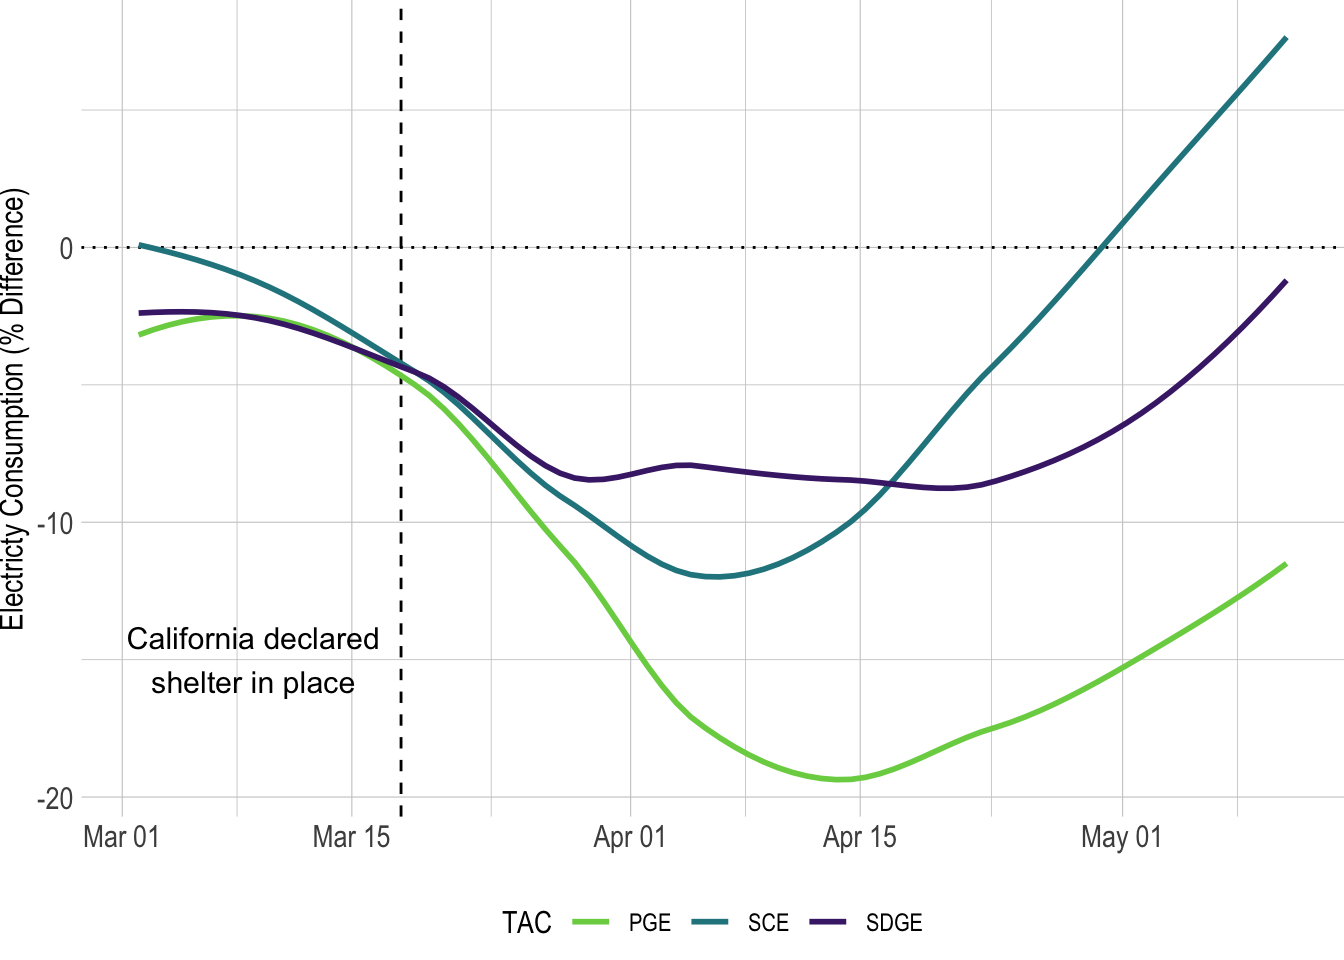 Electricty Consumption (% Difference)
0
-10
-20
California declared
shelter in place
Mar 01
Mar 15
Apr 01
Apr 15
May 01
TAC
PGE
SCE
SDGE